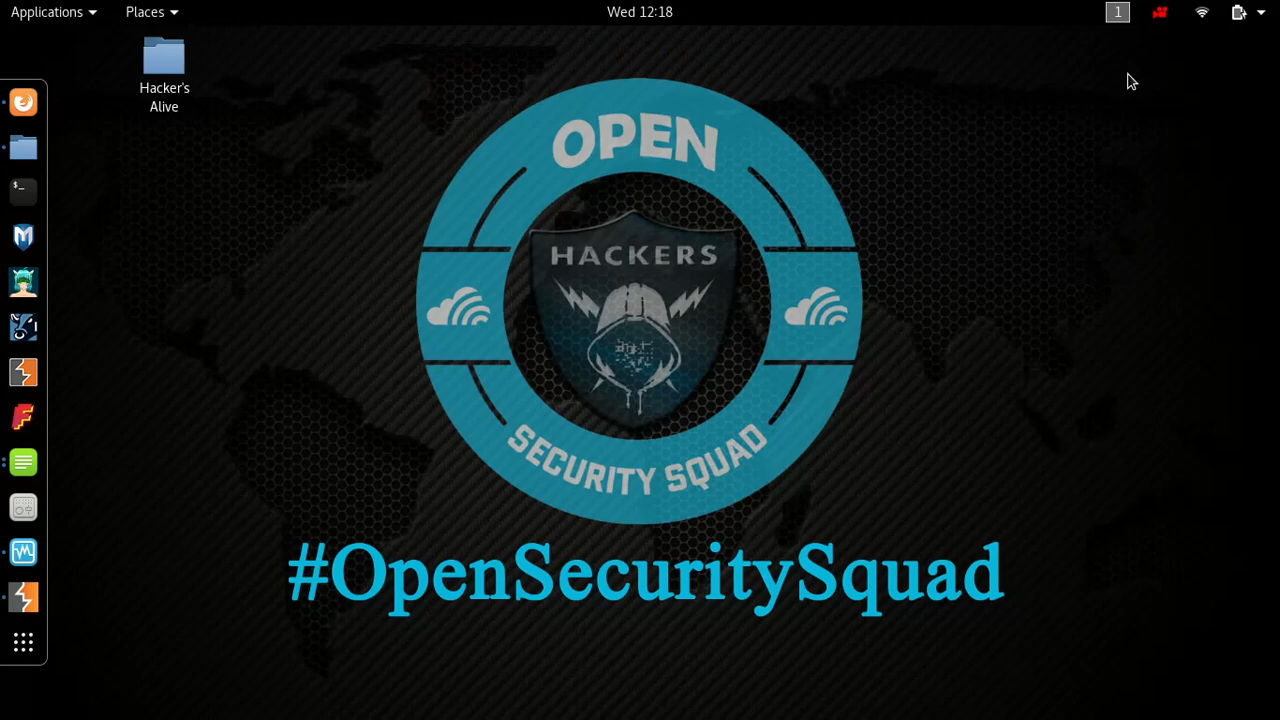 Applications
Places
Wed 12:18
1
Hacker's
Alive
$_
OPEN
HACKERS
SECURITY SQUAD
#OpenSecuritySquad